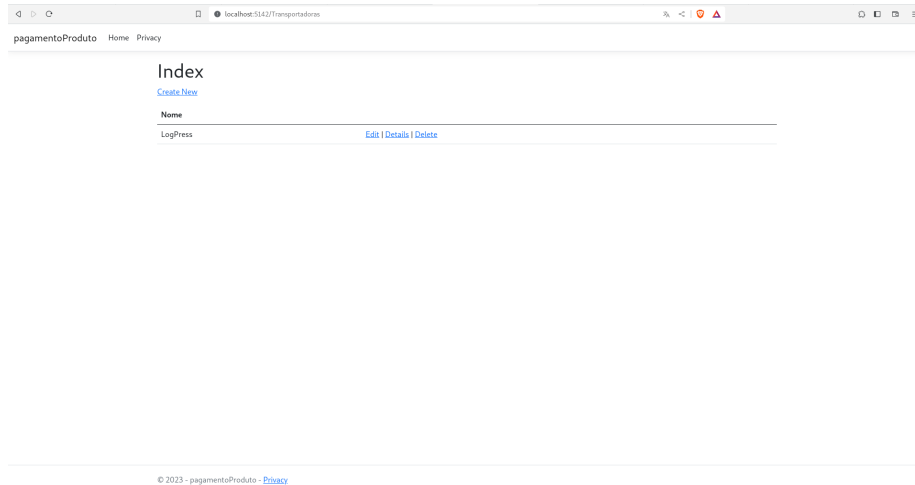 localhost:5142/Transportadoras
pagamentoProduto Home Privacy
Index
Create New
Nome
LogPress Edit | Details | Delete
© 2023 - pagamentoProduto - Privacy